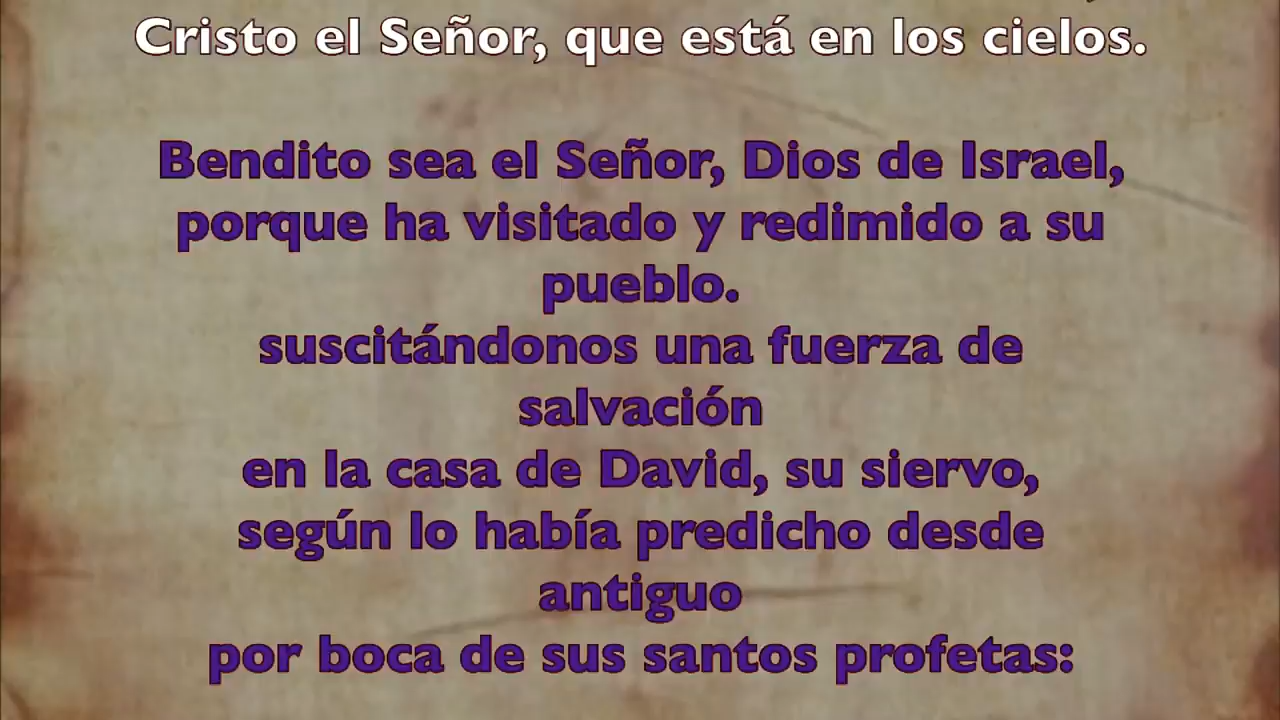 Cristo el Señor, que está en los cielos.
Bendito sea el Señor, Dios de Israel,
porque ha visitado y redimido a su
pueblo.
suscitándonos una fuerza de
salvación
en la casa de David, su siervo,
según lo había predicho desde
antiguo
por boca de sus santos profetas: